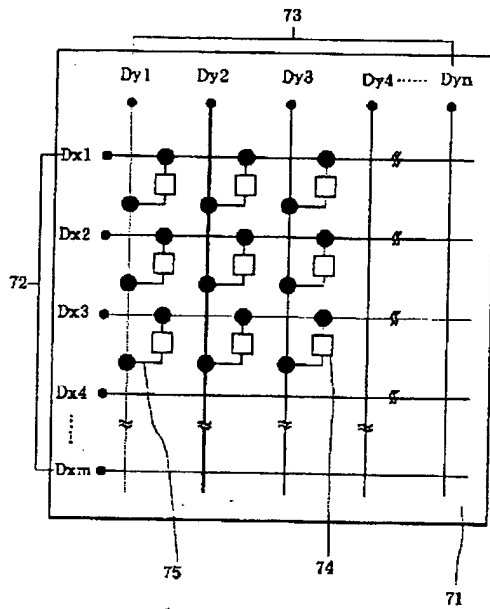 73
Dy1 Dy2 Dy3 Dy4 ...... Dyn
Dx1
Dx2
72
Dx3
Dx4
......
Dxm
75
74
71